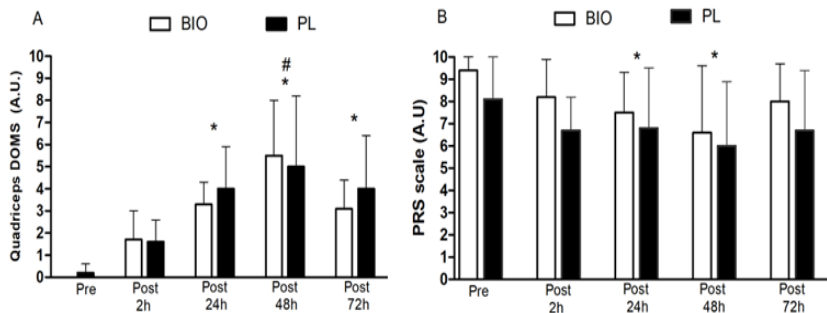 A
BIO
PL
Quadriceps DOMS (A.U.)
10
9
8
7
6
5
4
3
2
1
0
*
#
*
*
Pre
Post 2h
Post 24h
Post 48h
Post 72h
B
BIO
PL
PRS scale (A.U)
10
9
8
7
6
5
4
3
2
1
0
*
*
Pre
Post 2h
Post 24h
Post 48h
Post 72h